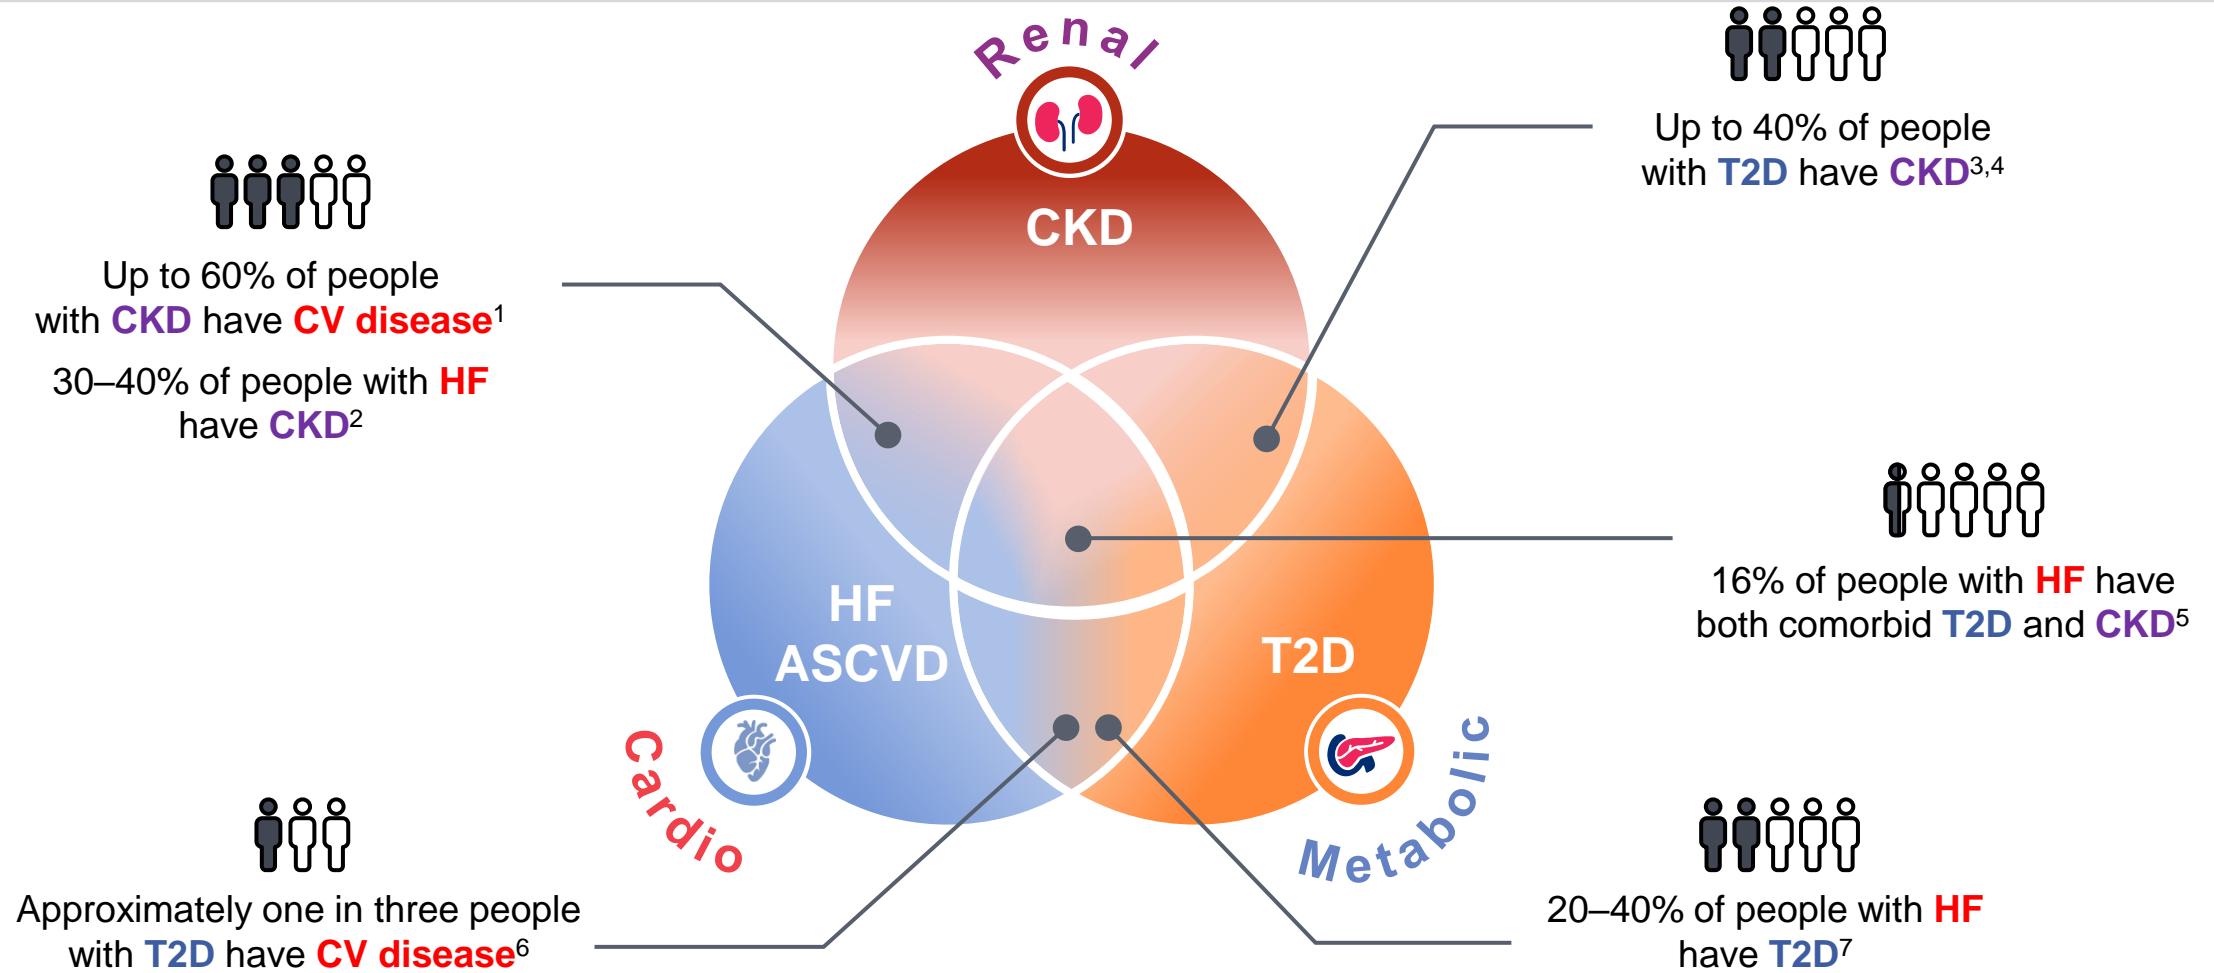 Renal
Up to 40% of people
with T2D have CKD3,4
CKD
Up to 60% of people
with CKD have CV disease1
30–40% of people with HF
have CKD2
16% of people with HF have
both comorbid T2D and CKD5
HF
ASCVD
T2D
Cardio
Metabolic
Approximately one in three people
with T2D have CV disease6
20–40% of people with HF
have T2D7